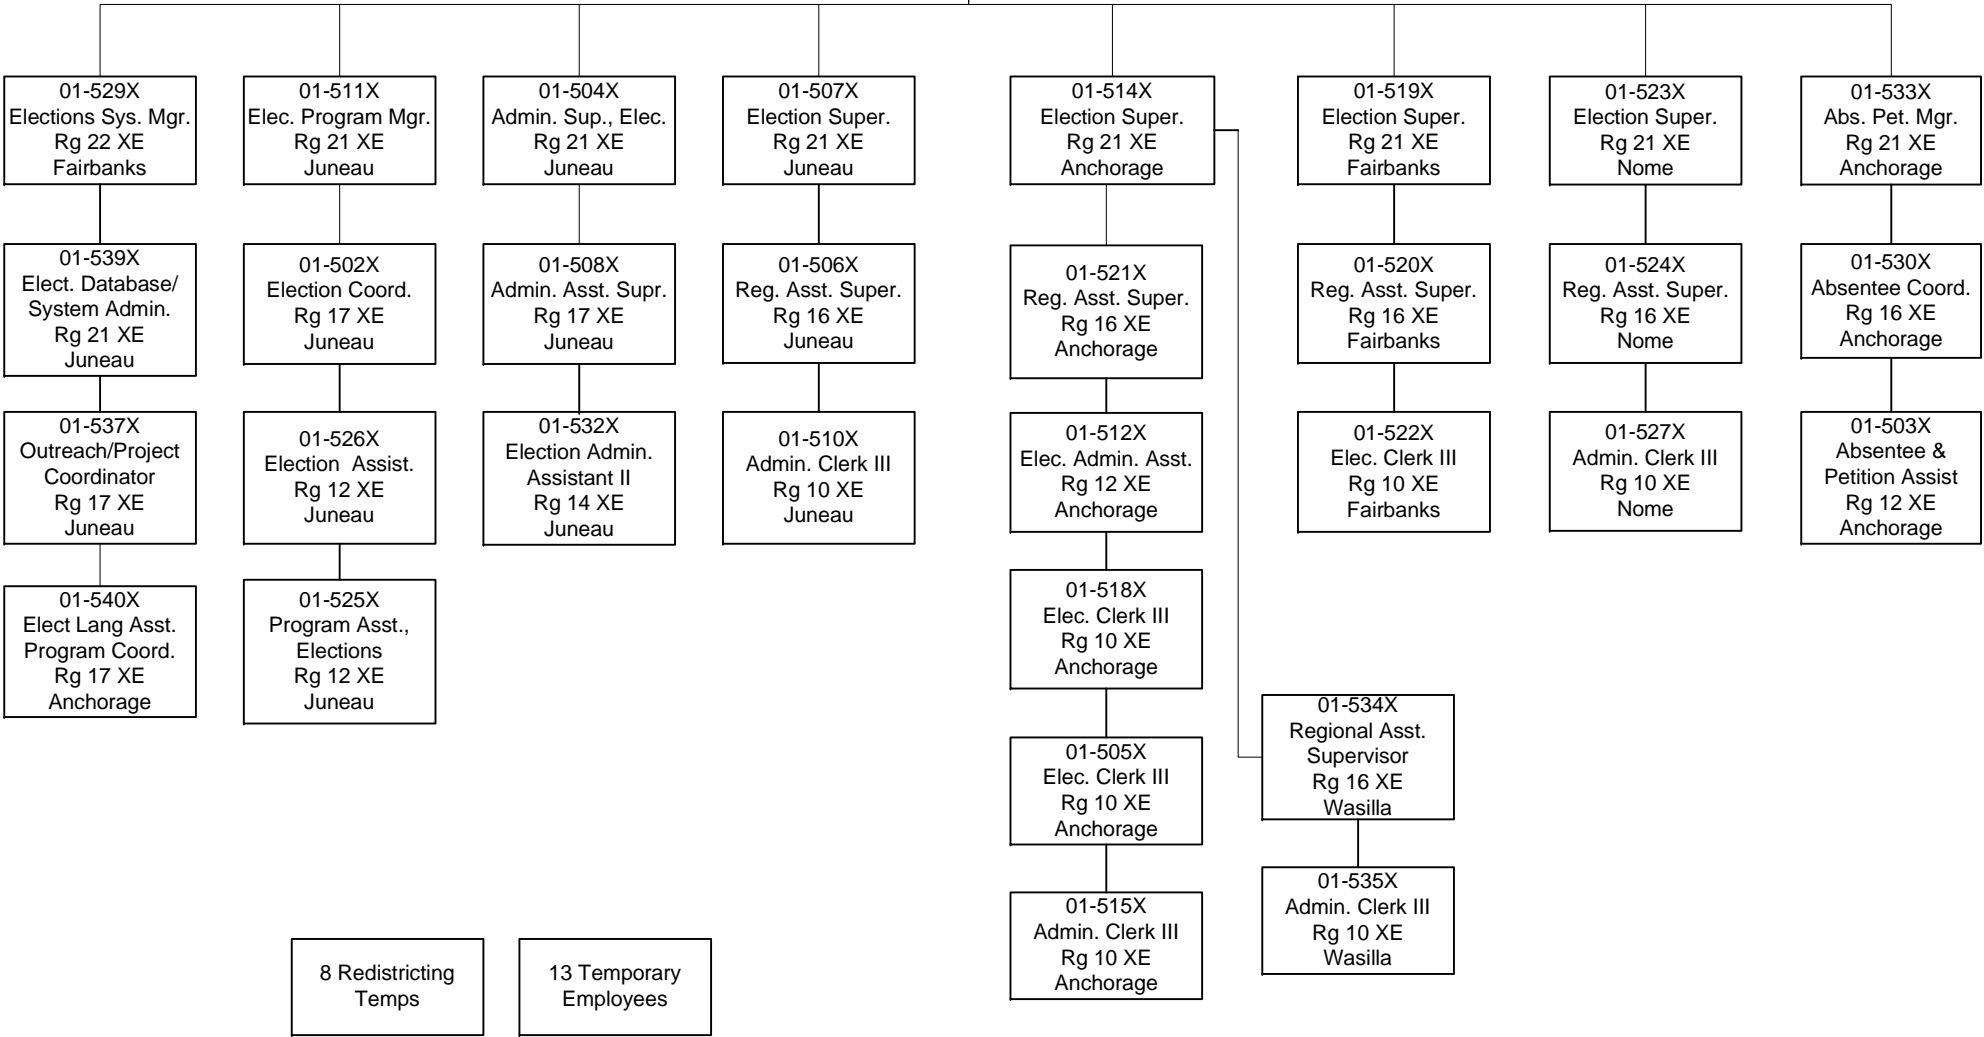 01-529X
Elections Sys. Mgr.
Rg 22 XE
Fairbanks
01-511X
Elec. Program Mgr.
Rg 21 XE
Juneau
01-504X
Admin. Sup., Elec.
Rg 21 XE
Juneau
01-507X
Election Super.
Rg 21 XE
Juneau
01-514X
Election Super.
Rg 21 XE
Anchorage
01-519X
Election Super.
Rg 21 XE
Fairbanks
01-523X
Election Super.
Rg 21 XE
Nome
01-533X
Abs. Pet. Mgr.
Rg 21 XE
Anchorage
01-539X
Elect. Database/
System Admin.
Rg 21 XE
Juneau
01-502X
Election Coord.
Rg 17 XE
Juneau
01-508X
Admin. Asst. Supr.
Rg 17 XE
Juneau
01-506X
Reg. Asst. Super.
Rg 16 XE
Juneau
01-521X
Reg. Asst. Super.
Rg 16 XE
Anchorage
01-520X
Reg. Asst. Super.
Rg 16 XE
Fairbanks
01-524X
Reg. Asst. Super.
Rg 16 XE
Nome
01-530X
Absentee Coord.
Rg 16 XE
Anchorage
01-537X
Outreach/Project
Coordinator
Rg 17 XE
Juneau
01-526X
Election Assist.
Rg 12 XE
Juneau
01-532X
Election Admin.
Assistant II
Rg 14 XE
Juneau
01-510X
Admin. Clerk III
Rg 10 XE
Juneau
01-512X
Elec. Admin. Asst.
Rg 12 XE
Anchorage
01-522X
Elec. Clerk III
Rg 10 XE
Fairbanks
01-527X
Admin. Clerk III
Rg 10 XE
Nome
01-503X
Absentee &
Petition Assist
Rg 12 XE
Anchorage
01-540X
Elect Lang Asst.
Program Coord.
Rg 17 XE
Anchorage
01-525X
Program Asst.,
Elections
Rg 12 XE
Juneau
01-518X
Elec. Clerk III
Rg 10 XE
Anchorage
01-534X
Regional Asst.
Supervisor
Rg 16 XE
Wasilla
01-505X
Elec. Clerk III
Rg 10 XE
Anchorage
01-535X
Admin. Clerk III
Rg 10 XE
Wasilla
01-515X
Admin. Clerk III
Rg 10 XE
Anchorage
8 Redistricting
Temps
13 Temporary
Employees